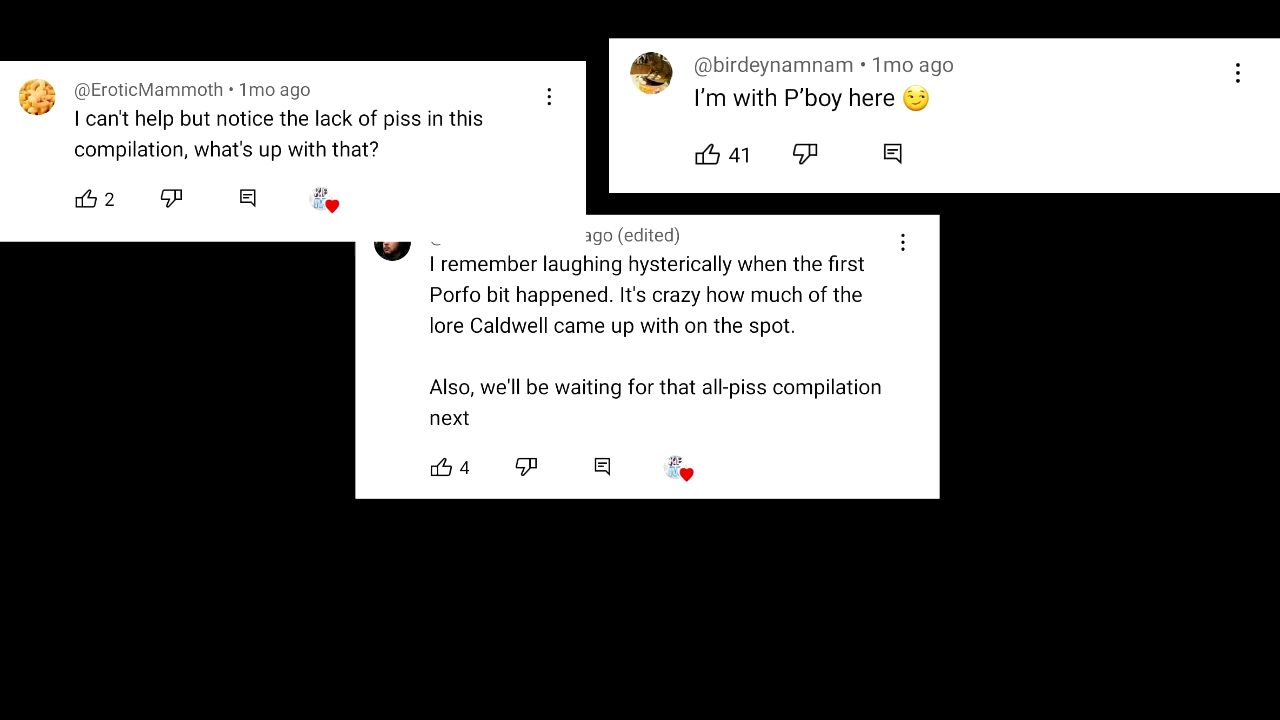 @EroticMammoth • 1mo ago
I can't help but notice the lack of piss in this
compilation, what's up with that?
2
@birdeynamnam • 1mo ago
I’m with P’boy here 😏
41
ago (edited)
I remember laughing hysterically when the first
Porfo bit happened. It's crazy how much of the
lore Caldwell came up with on the spot.
Also, we'll be waiting for that all-piss compilation
next
4